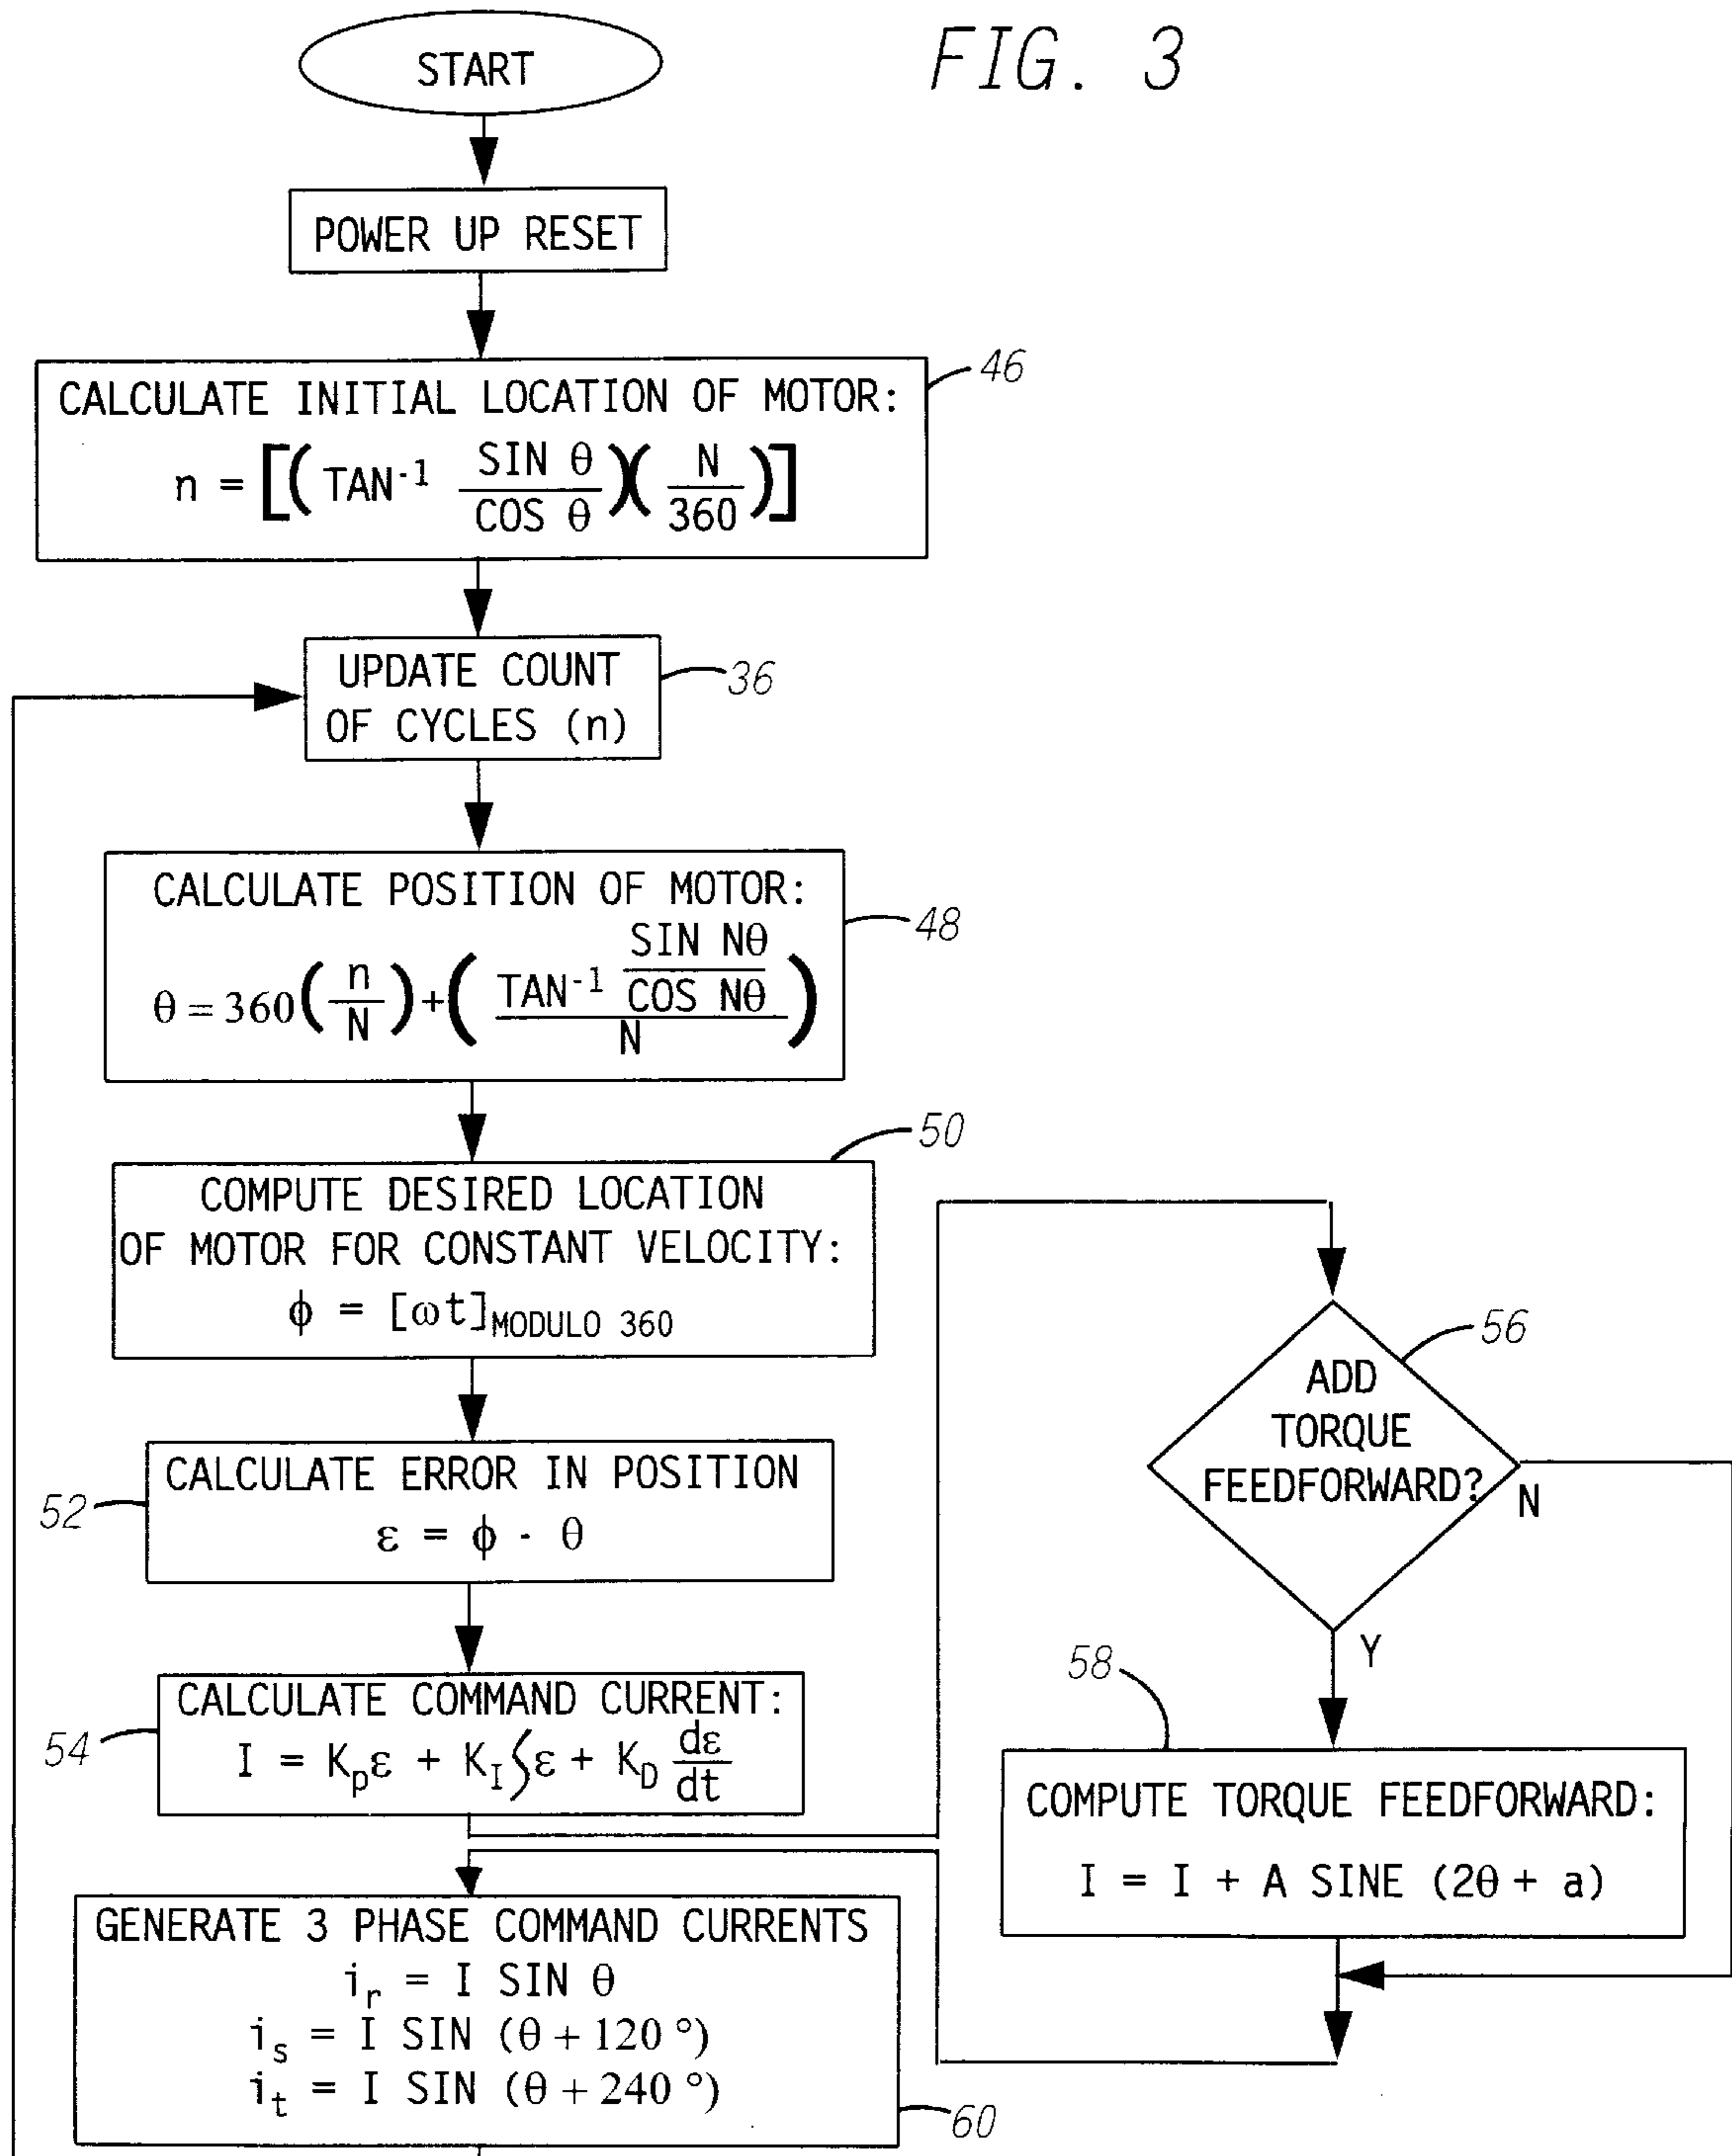 FIG. 3
START
POWER UP RESET
CALCULATE INITIAL LOCATION OF MOTOR:
n = [(TAN⁻¹ SIN θ / COS θ)(N / 360)]
46
UPDATE COUNT
OF CYCLES (n)
36
CALCULATE POSITION OF MOTOR:
θ = 360(n / N) + (TAN⁻¹ SIN Nθ / COS Nθ / N)
48
COMPUTE DESIRED LOCATION
OF MOTOR FOR CONSTANT VELOCITY:
ϕ = [ωt]MODULO 360
50
CALCULATE ERROR IN POSITION
ε = ϕ - θ
52
CALCULATE COMMAND CURRENT:
I = Kpε + KI∫ε + KD dε / dt
54
ADD
TORQUE
FEEDFORWARD?
56
N
Y
COMPUTE TORQUE FEEDFORWARD:
I = I + A SINE (2θ + a)
58
GENERATE 3 PHASE COMMAND CURRENTS
ir = I SIN θ
is = I SIN (θ + 120 °)
it = I SIN (θ + 240 °)
60